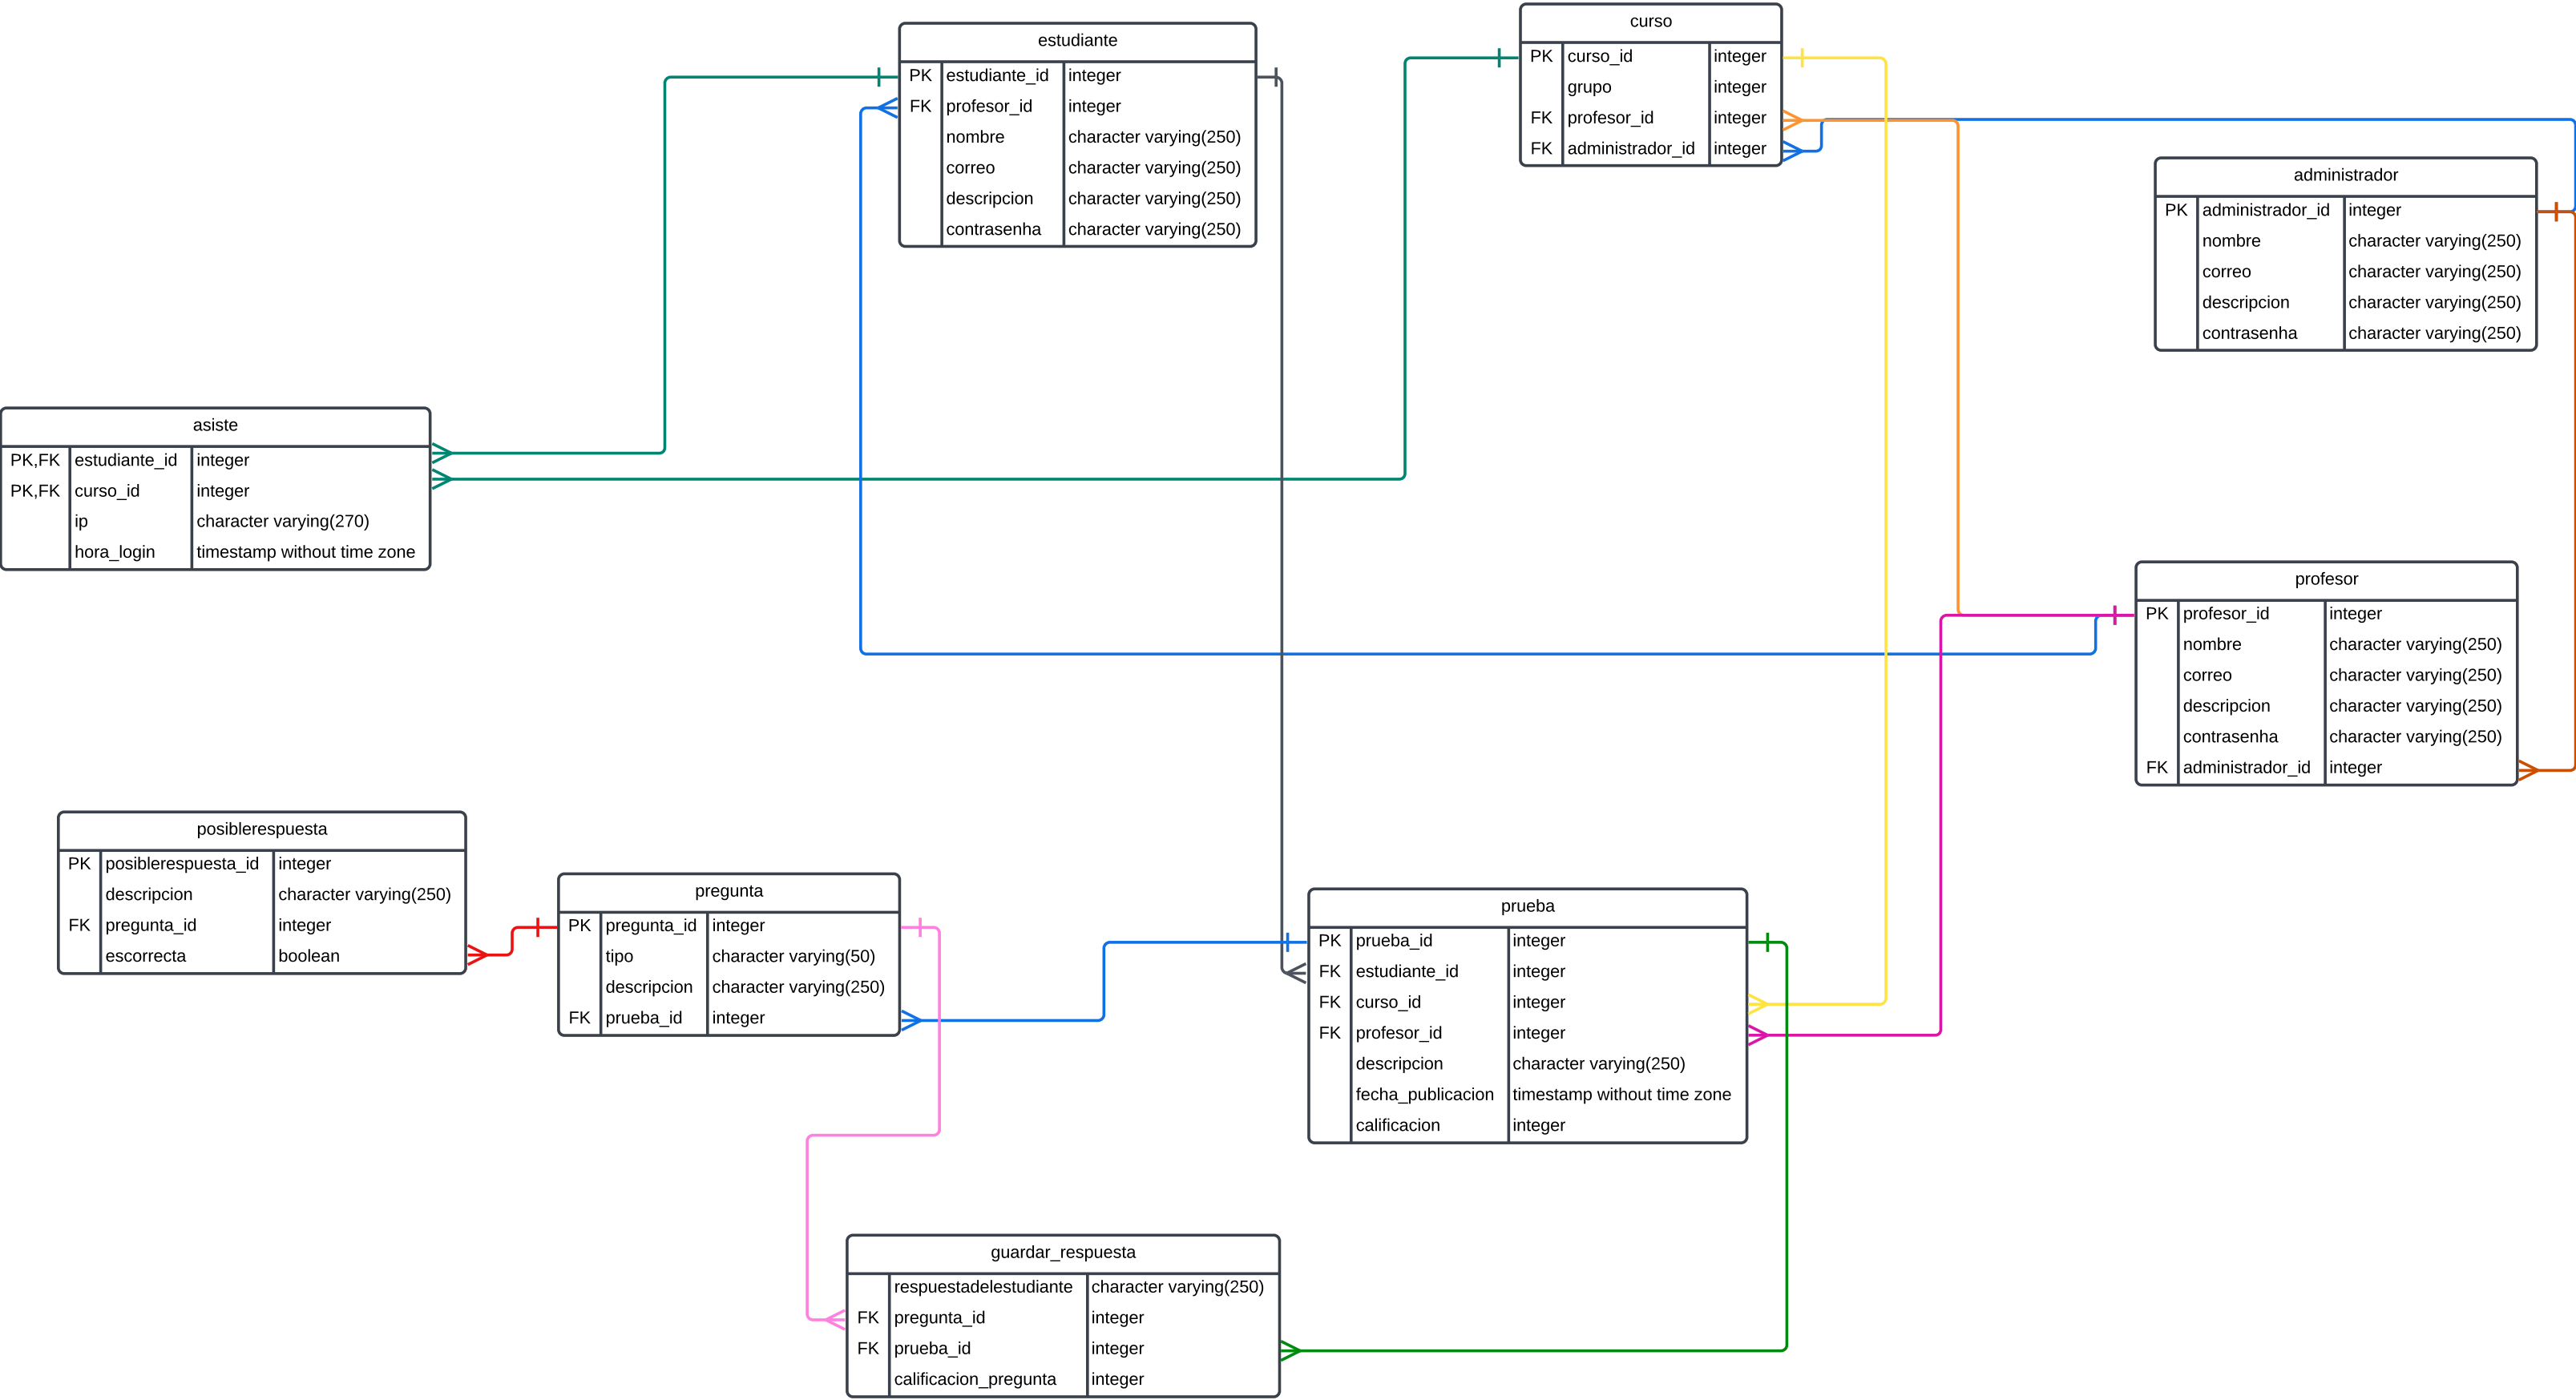 estudiante
PK estudiante_id integer
FK profesor_id integer
nombre character varying(250)
correo character varying(250)
descripcion character varying(250)
contrasenha character varying(250)
curso
PK curso_id integer
grupo integer
FK profesor_id integer
FK administrador_id integer
administrador
PK administrador_id integer
nombre character varying(250)
correo character varying(250)
descripcion character varying(250)
contrasenha character varying(250)
asiste
PK,FK estudiante_id integer
PK,FK curso_id integer
ip character varying(270)
hora_login timestamp without time zone
profesor
PK profesor_id integer
nombre character varying(250)
correo character varying(250)
descripcion character varying(250)
contrasenha character varying(250)
FK administrador_id integer
posiblerespuesta
PK posiblerespuesta_id integer
descripcion character varying(250)
FK pregunta_id integer
escorrecta boolean
pregunta
PK pregunta_id integer
tipo character varying(50)
descripcion character varying(250)
FK prueba_id integer
prueba
PK prueba_id integer
FK estudiante_id integer
FK curso_id integer
FK profesor_id integer
descripcion character varying(250)
fecha_publicacion timestamp without time zone
calificacion integer
guardar_respuesta
respuestadelestudiante character varying(250)
FK pregunta_id integer
FK prueba_id integer
calificacion_pregunta integer